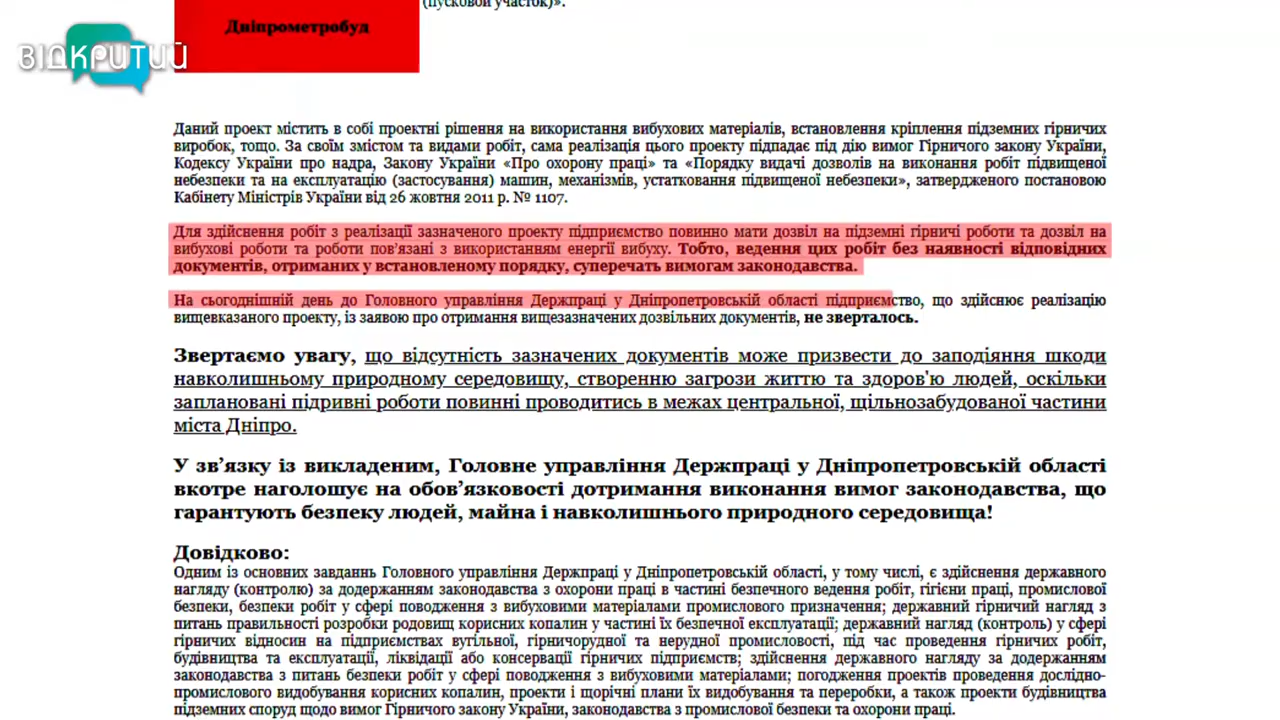 (пусковой участок)».
Дніпрометробуд
ВІДКРИТИЙ
Даний проект містить в собі проектні рішення на використання вибухових матеріалів, встановлення кріплення підземних гірничих
виробок, тощо. За своїм змістом та видами робіт, сама реалізація цього проекту підпадає під дію вимог Гірничого закону України,
Кодексу України про надра, Закону України «Про охорону праці» та «Порядку видачі дозволів на виконання робіт підвищеної
небезпеки та на експлуатацію (застосування) машин, механізмів, устатковання підвищеної небезпеки», затвердженого постановою
Кабінету Міністрів України від 26 жовтня 2011 р. № 1107.
Для здійснення робіт з реалізації зазначеного проекту підприємство повинно мати дозвіл на підземні гірничі роботи та дозвіл на
вибухові роботи та роботи пов’язані з використанням енергії вибуху. Тобто, ведення цих робіт без наявності відповідних
документів, отриманих у встановленому порядку, суперечать вимогам законодавства.
На сьогоднішній день до Головного управління Держпраці у Дніпропетровській області підприємство, що здійснює реалізацію
вищевказаного проекту, із заявою про отримання вищезазначених дозвільних документів, не зверталось.
Звертаємо увагу, що відсутність зазначених документів може призвести до заподіяння шкоди
навколишньому природному середовищу, створенню загрози життю та здоров'ю людей, оскільки
заплановані підривні роботи повинні проводитись в межах центральної, щільнозабудованої частини
міста Дніпро.
У зв’язку із викладеним, Головне управління Держпраці у Дніпропетровській області
вкотре наголошує на обов’язковості дотримання виконання вимог законодавства, що
гарантують безпеку людей, майна і навколишнього природного середовища!
Довідково:
Одним із основних завданнь Головного управління Держпраці у Дніпропетровській області, у тому числі, є здійснення державного
нагляду (контролю) за додержанням законодавства з охорони праці в частині безпечного ведення робіт, гігієни праці, промислової
безпеки, безпеки робіт у сфері поводження з вибуховими матеріалами промислового призначення; державний гірничий нагляд з
питань правильності розробки родовищ корисних копалин у частині їх безпечної експлуатації; державний нагляд (контроль) у сфері
гірничих відносин на підприємствах вугільної, гірничорудної та нерудної промисловості, під час проведення гірничих робіт,
будівництва та експлуатації, ліквідації або консервації гірничих підприємств; здійснення державного нагляду за додержанням
законодавства з питань безпеки робіт у сфері поводження з вибуховими матеріалами; погодження проектів проведення дослідно-
промислового видобування корисних копалин, проекти і щорічні плани їх видобування та переробки, а також проекти будівництва
підземних споруд щодо вимог Гірничого закону України, законодавства з промислової безпеки та охорони праці.